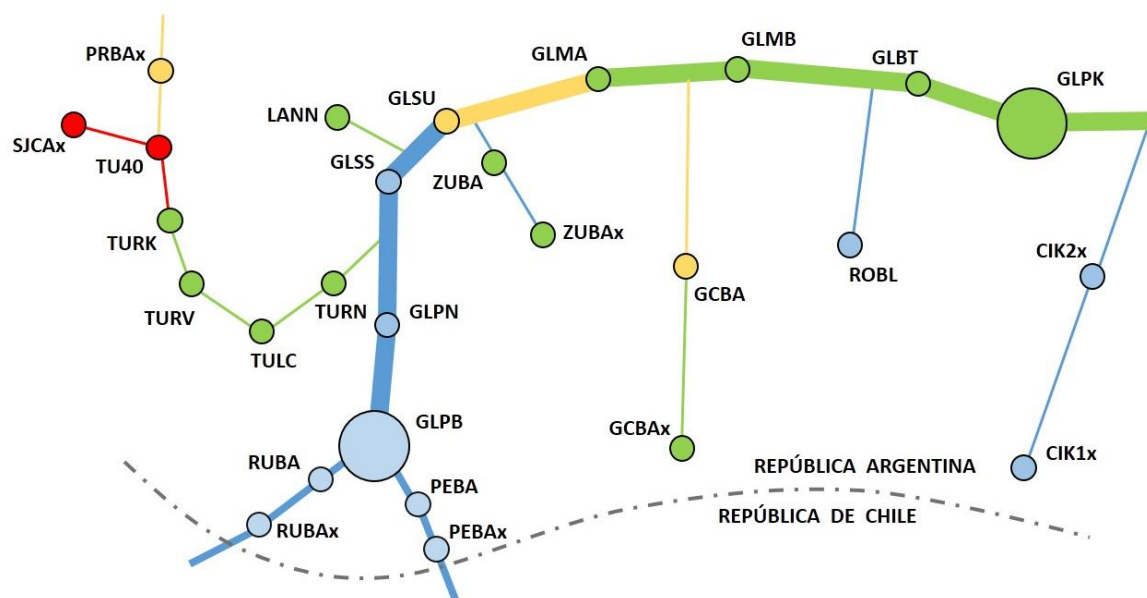 PRBAx
SJCAx
TU40
TURK
TURV
TULC
TURN
LANN
GLSU
GLSS
GLPN
GLPB
RUBA
RUBAx
PEBA
PEBAx
ZUBA
ZUBAx
GLMA
GLMB
GLBT
GLPK
GCBA
GCBAx
ROBL
CIK2x
CIK1x
REPÚBLICA ARGENTINA
REPÚBLICA DE CHILE